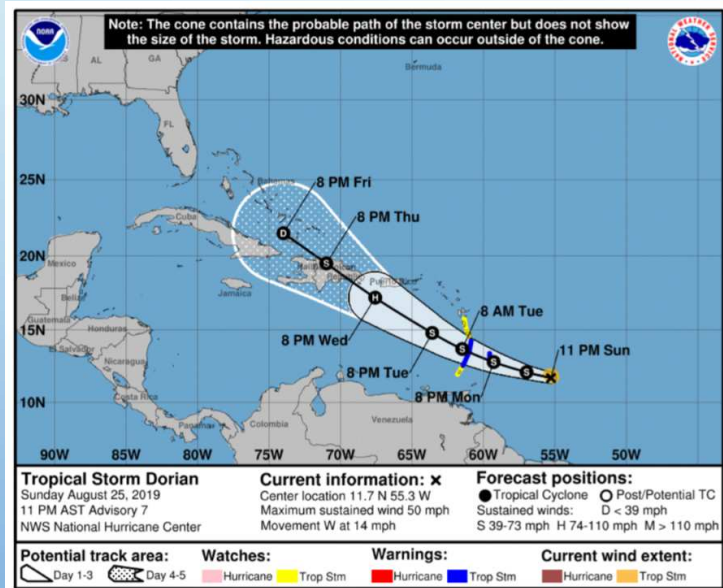 Note: The cone contains the probable path of the storm center but does not show
the size of the storm. Hazardous conditions can occur outside of the cone.
NOAA
NATIONAL WEATHER SERVICE
AL
GA
Bermuda
30N
FL
25N
Bahamas
8 PM Fri
Cuba
8 PM Thu
20N
Mexico
Jamaica
Puerto Rico
Belize
8 AM Tue
Guatemala
Honduras
15N
8 PM Wed
11 PM Sun
El Salvador
Nicaragua
8 PM Tue
8 PM Mon
10N
Costa Rica
Panama
Colombia
Venezuela
90W 85W 80W 75W 70W 65W 60W 55W 50W
D
S
H
S
S
S
S
Tropical Storm Dorian
Sunday August 25, 2019
11 PM AST Advisory 7
NWS National Hurricane Center
Current information: ×
Center location 11.7 N 55.3 W
Maximum sustained wind 50 mph
Movement W at 14 mph
Forecast positions:
Tropical Cyclone Post/Potential TC
Sustained winds: D < 39 mph
S 39-73 mph H 74-110 mph M > 110 mph
Potential track area:
Day 1-3 Day 4-5
Watches:
Hurricane Trop Stm
Warnings:
Hurricane Trop Stm
Current wind extent:
Hurricane Trop Stm